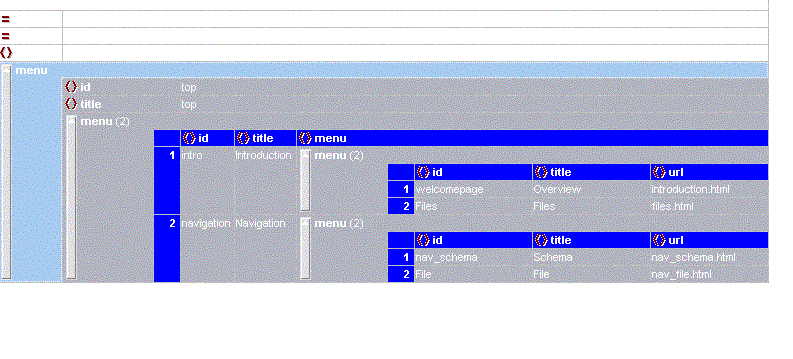 =
=
{}
menu
{} id top
{} title top
menu (2)
{} id {} title {} menu
1 intro Introduction menu (2)
{} id {} title {} url
1 welcomepage Overview introduction.html
2 Files Files files.html
2 navigation Navigation menu (2)
{} id {} title {} url
1 nav_schema Schema nav_schema.html
2 File File nav_file.html